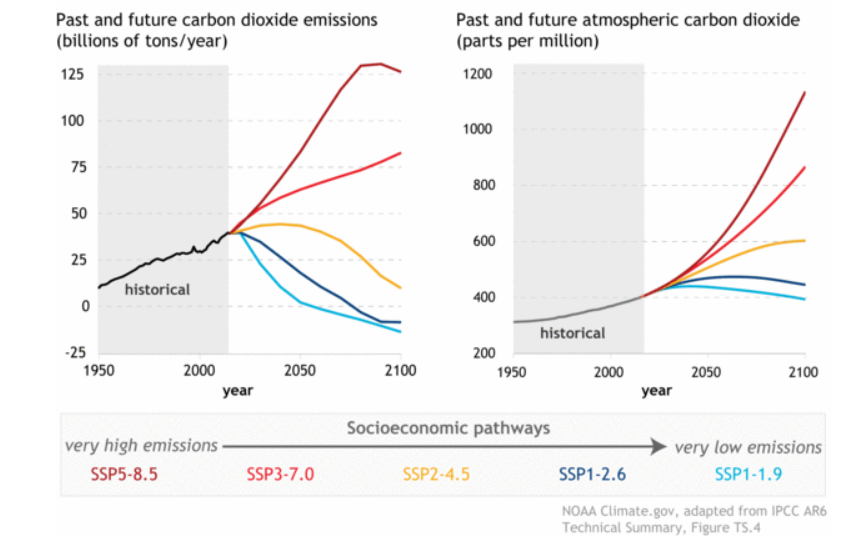 Past and future carbon dioxide emissions
(billions of tons/year)
125
100
75
50
25
0
-25
historical
1950
2000
2050
2100
year
Past and future atmospheric carbon dioxide
(parts per million)
1200
1000
800
600
400
200
historical
1950
2000
2050
2100
year
Socioeconomic pathways
very high emissions
very low emissions
SSP5-8.5
SSP3-7.0
SSP2-4.5
SSP1-2.6
SSP1-1.9
NOAA Climate.gov, adapted from IPCC AR6
Technical Summary, Figure TS.4